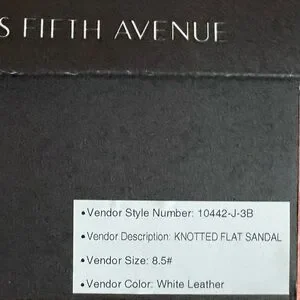 S FIFTH AVENUE
• Vendor Style Number: 10442-J-3B
• Vendor Description: KNOTTED FLAT SANDAL
• Vendor Size: 8.5#
• Vendor Color: White Leather